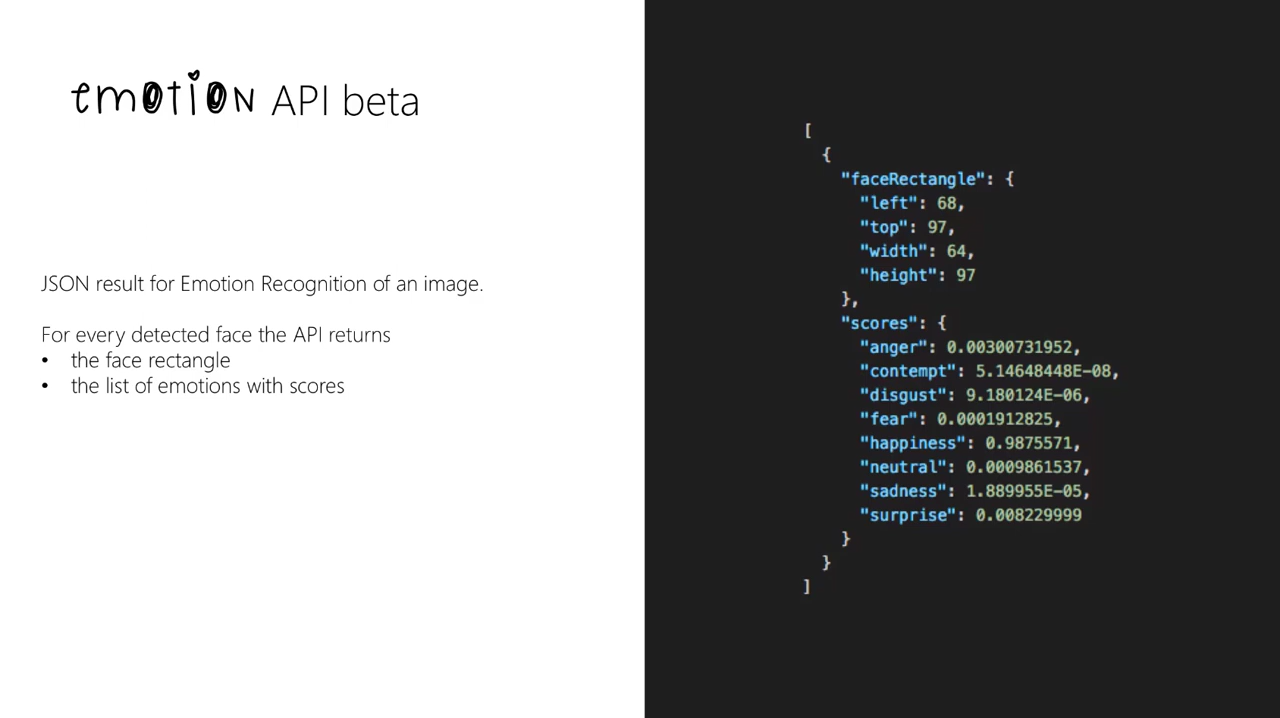 emotion API beta
JSON result for Emotion Recognition of an image.
For every detected face the API returns
• the face rectangle
• the list of emotions with scores
[
{
"faceRectangle": {
"left": 68,
"top": 97,
"width": 64,
"height": 97
},
"scores": {
"anger": 0.00300731952,
"contempt": 5.14648448E-08,
"disgust": 9.180124E-06,
"fear": 0.0001912825,
"happiness": 0.9875571,
"neutral": 0.0009861537,
"sadness": 1.889955E-05,
"surprise": 0.008229999
}
}
]